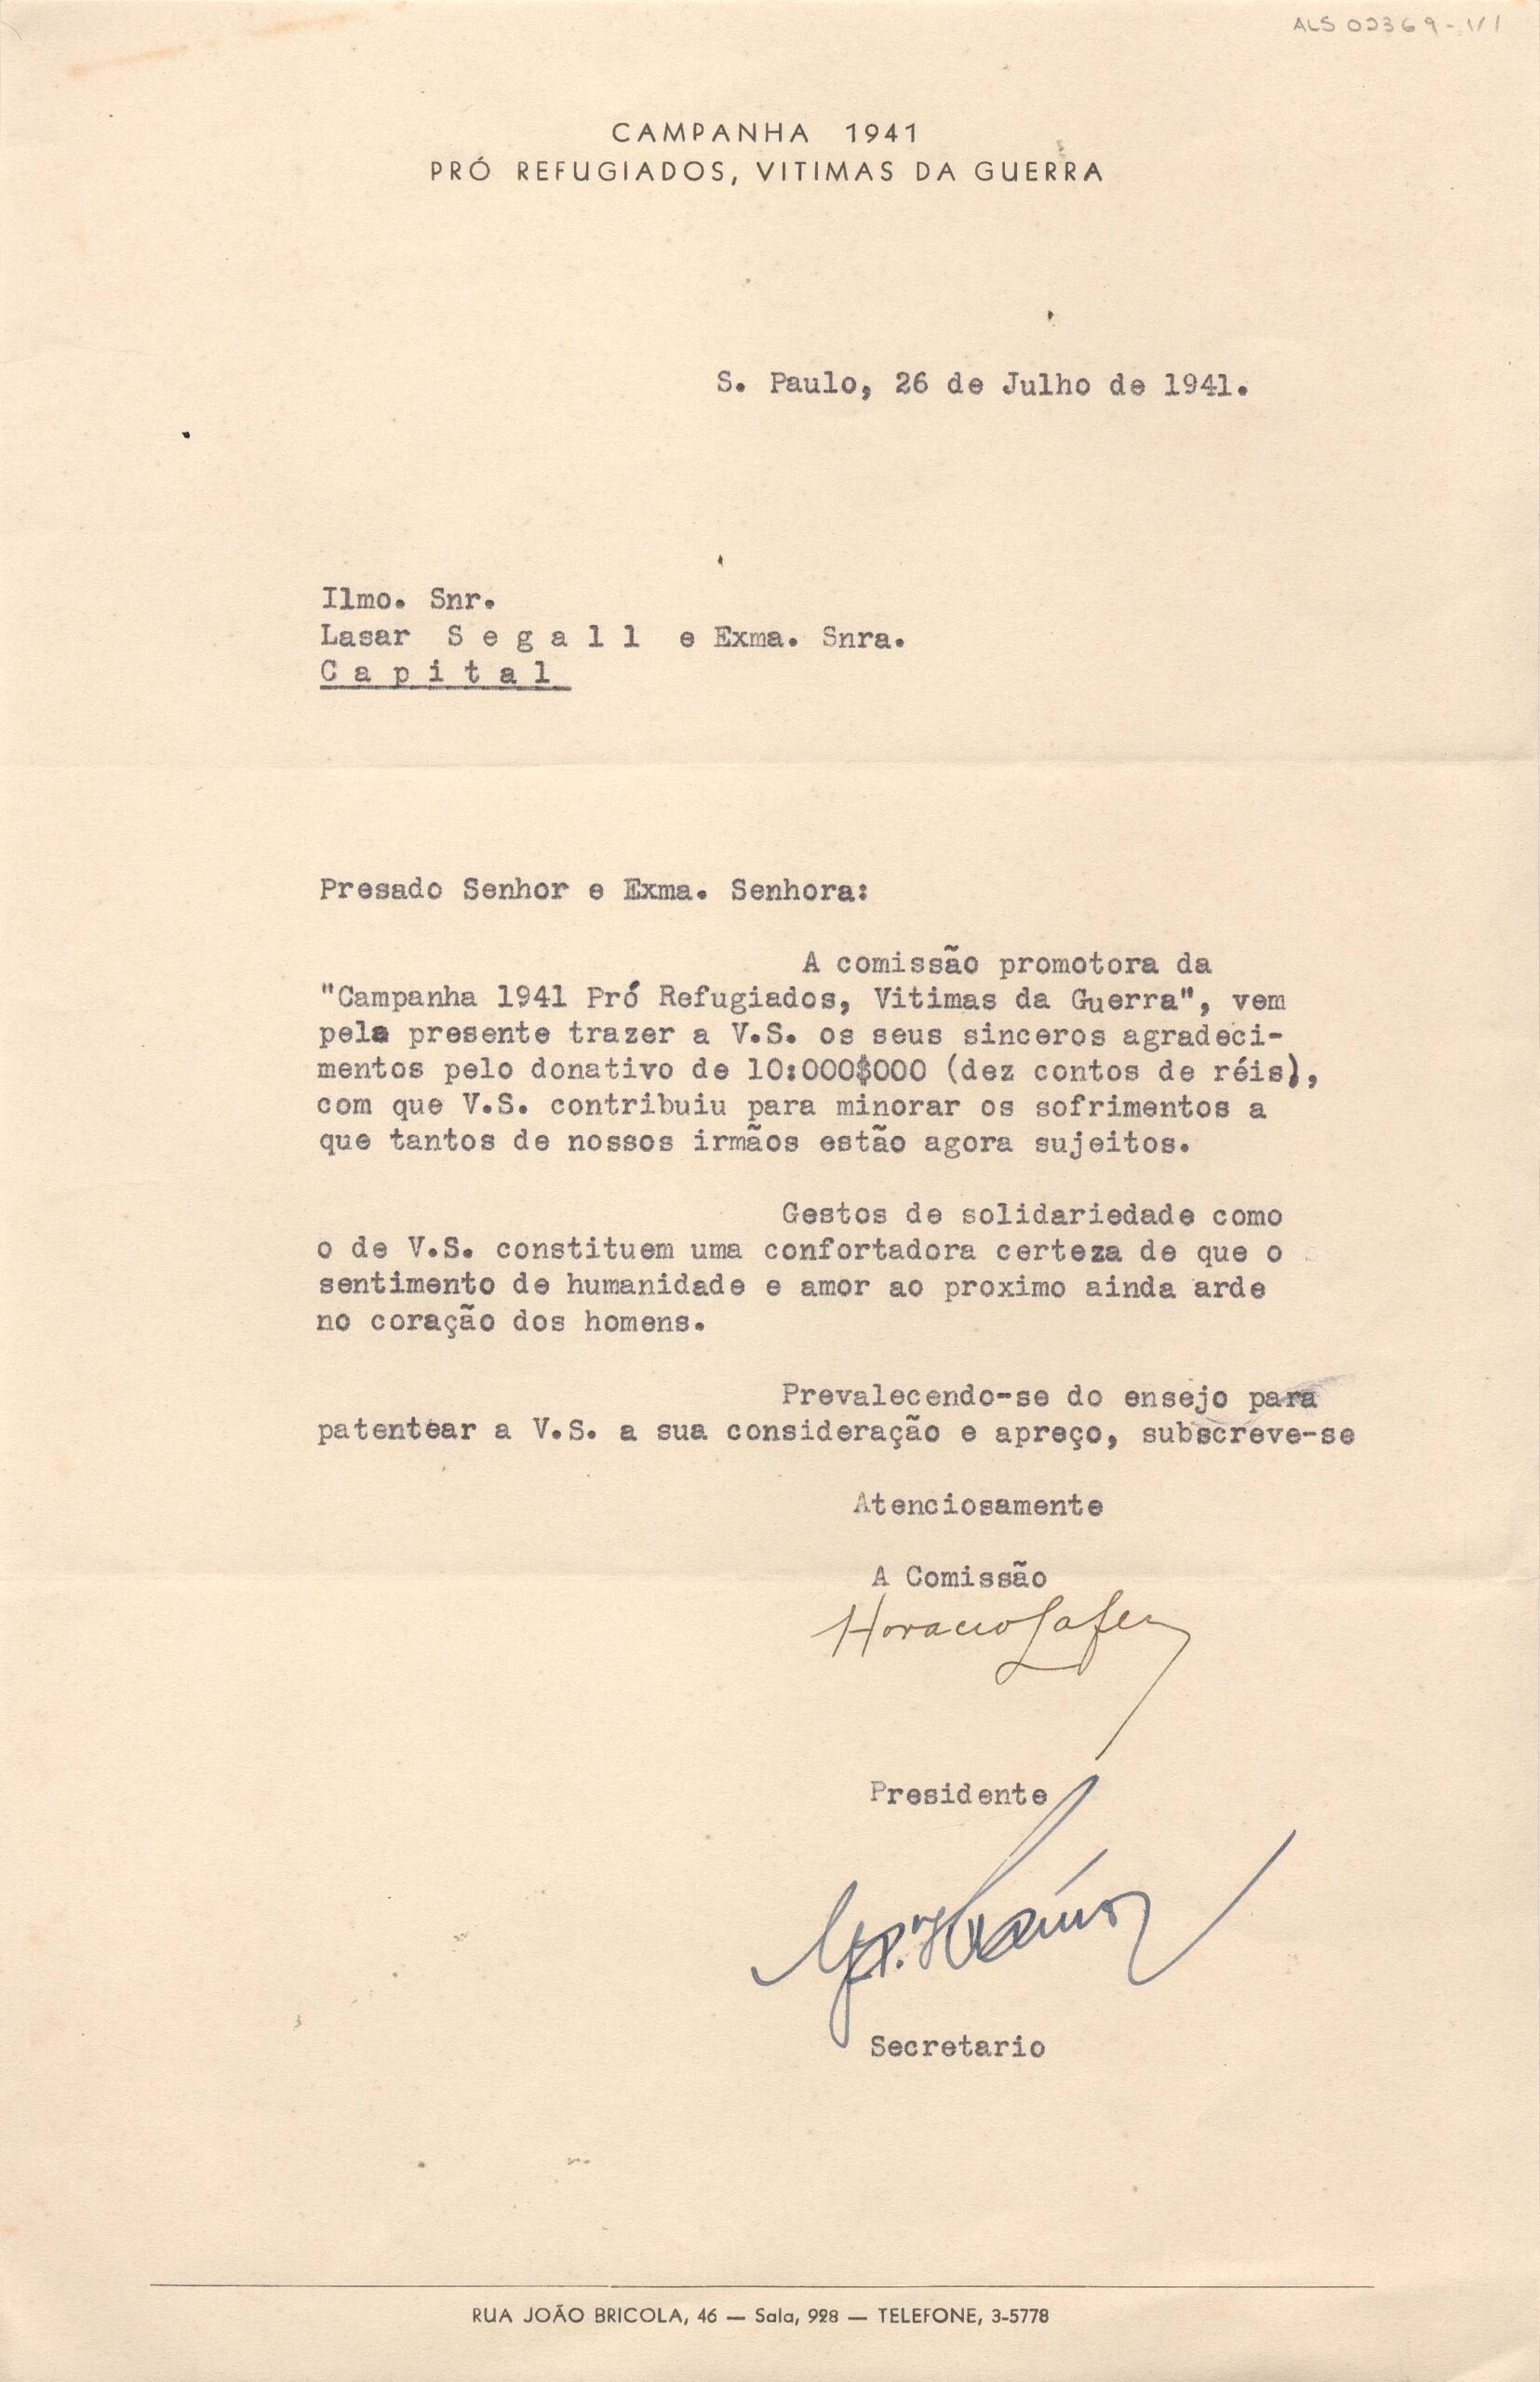 ALS 02369-1/1
CAMPANHA 1941
PRÓ REFUGIADOS, VITIMAS DA GUERRA
S. Paulo, 26 de Julho de 1941.
Ilmo. Snr.
Lasar S e g a l l e Exma. Snra.
C a p i t a l
Presado Senhor e Exma. Senhora:
A comissão promotora da
"Campanha 1941 Pró Refugiados, Vitimas da Guerra", vem
pela presente trazer a V.S. os seus sinceros agradeci-
mentos pelo donativo de 10:000$000 (dez contos de réis),
com que V.S. contribuiu para minorar os sofrimentos a
que tantos de nossos irmãos estão agora sujeitos.
Gestos de solidariedade como
o de V.S. constituem uma confortadora certeza de que o
sentimento de humanidade e amor ao proximo ainda arde
no coração dos homens.
Prevalecendo-se do ensejo para
patentear a V.S. a sua consideração e apreço, subscreve-se
Atenciosamente
A Comissão
Horacio Lafer
Presidente
Secretario
RUA JOÃO BRICOLA, 46 — Sala, 928 — TELEFONE, 3-5778